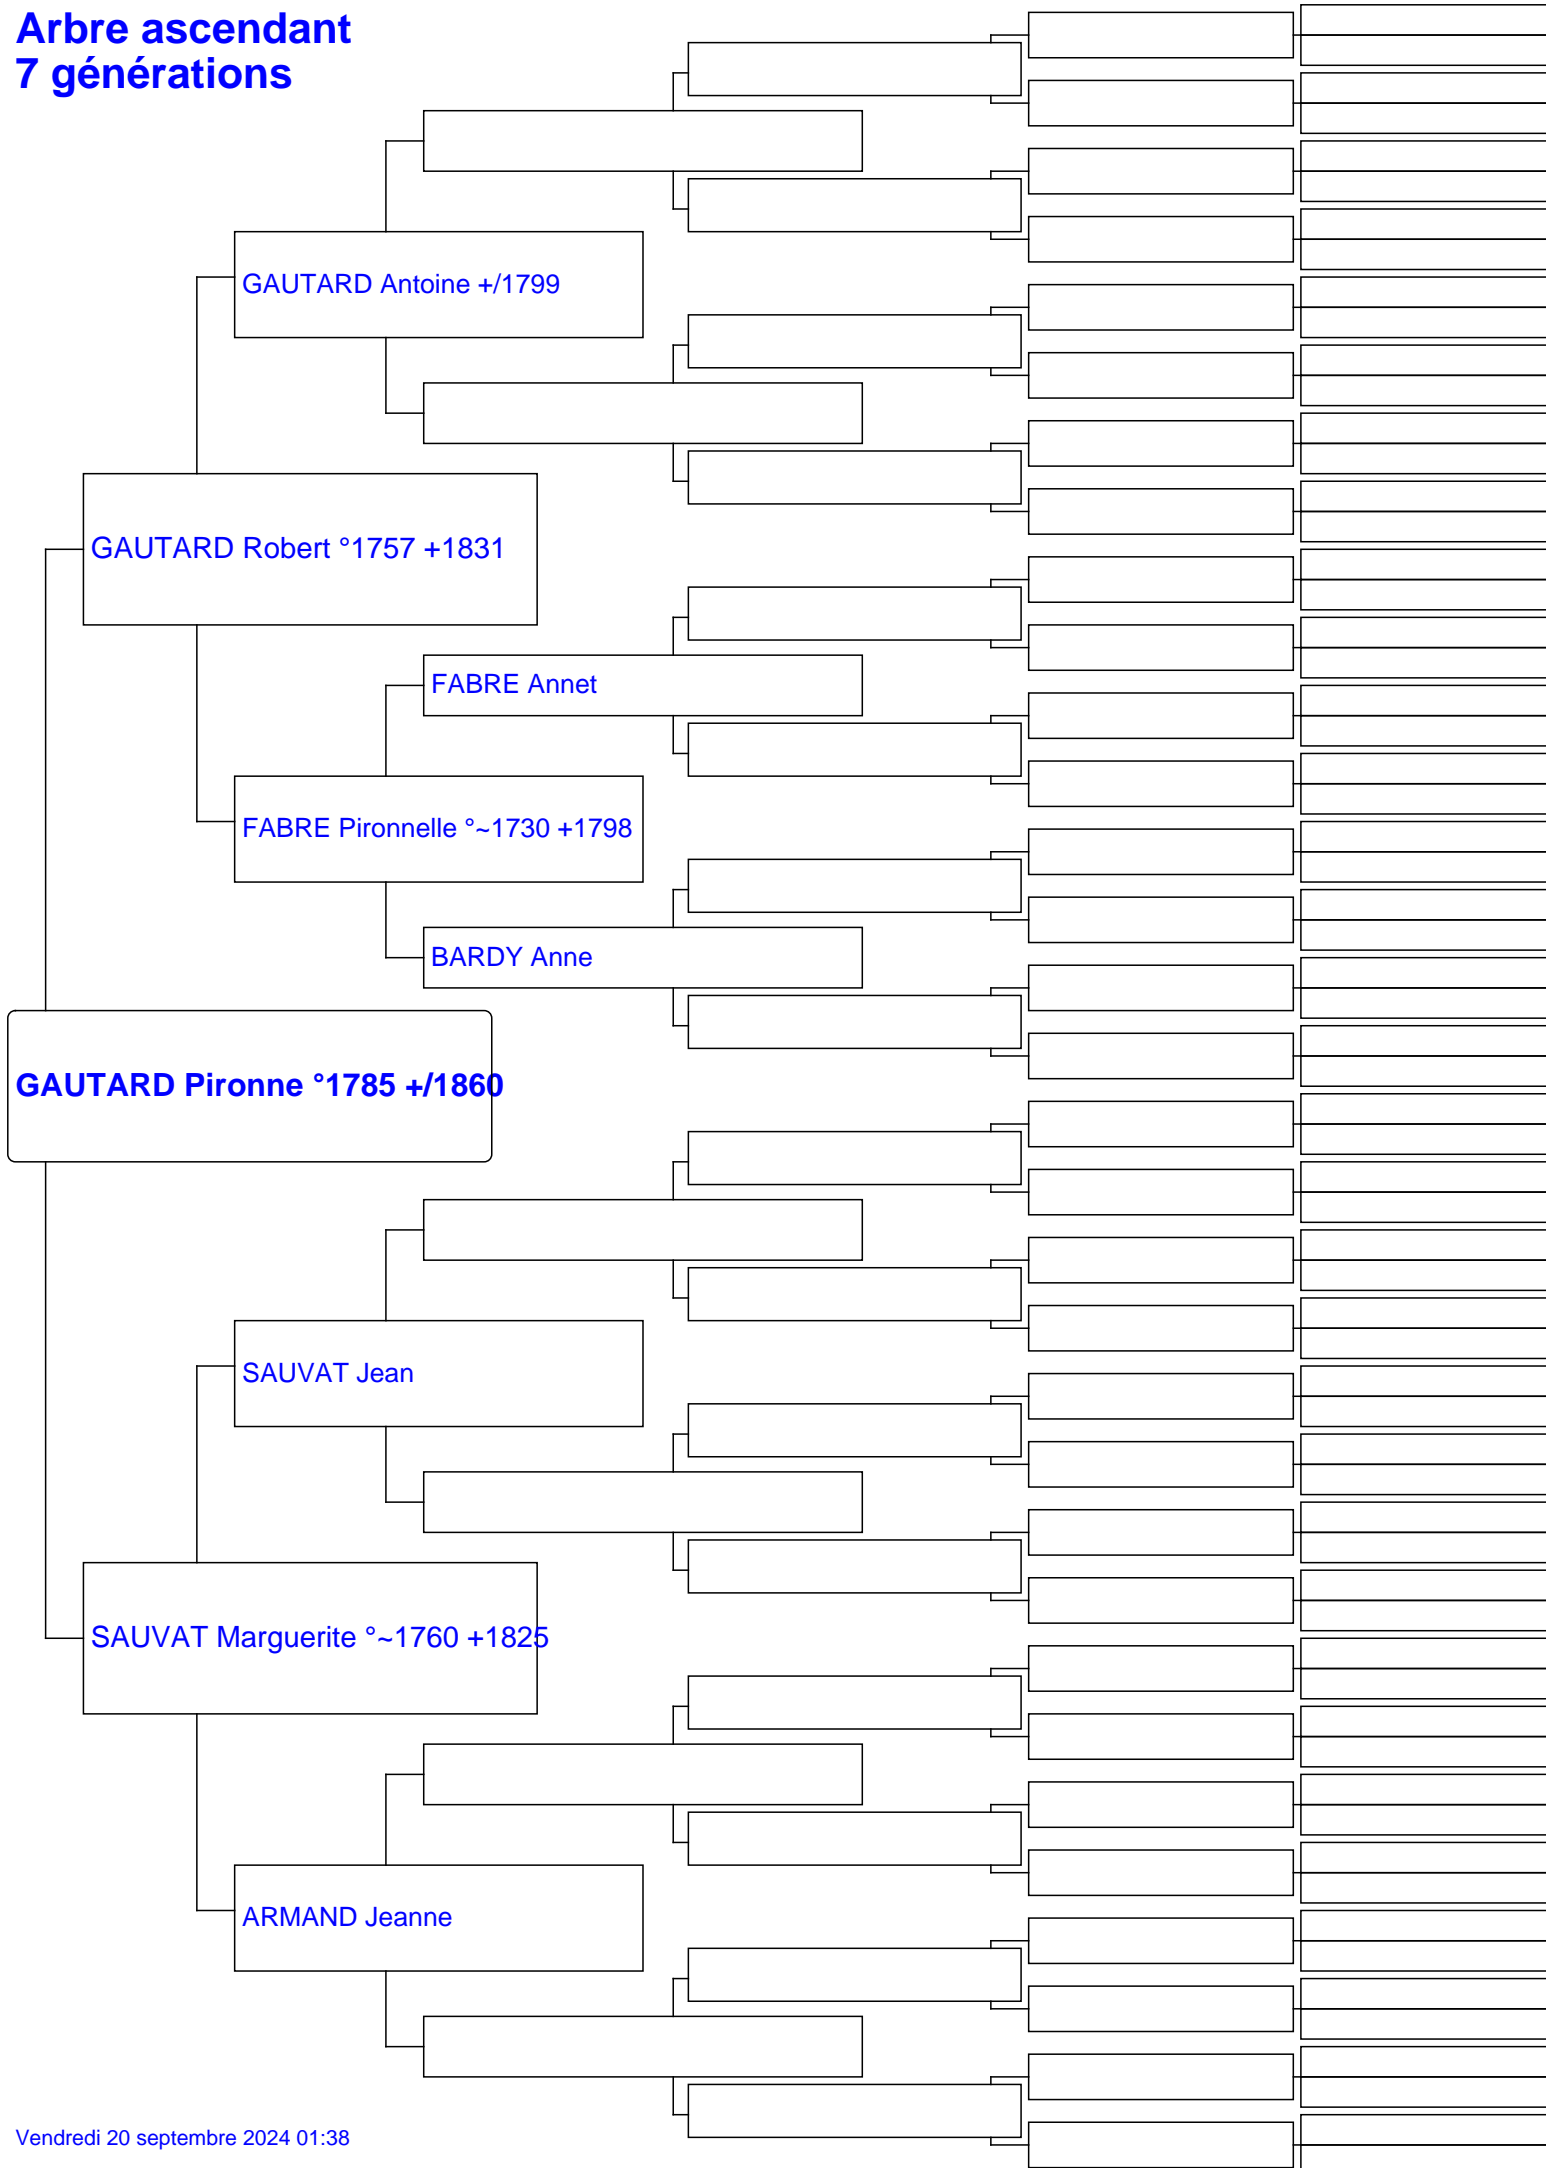 Arbre ascendant
7 générations
GAUTARD Antoine +/1799
GAUTARD Robert °1757 +1831
FABRE Annet
FABRE Pironnelle °~1730 +1798
BARDY Anne
GAUTARD Pironne °1785 +/1860
SAUVAT Jean
SAUVAT Marguerite °~1760 +1825
ARMAND Jeanne
Vendredi 20 septembre 2024 01:38